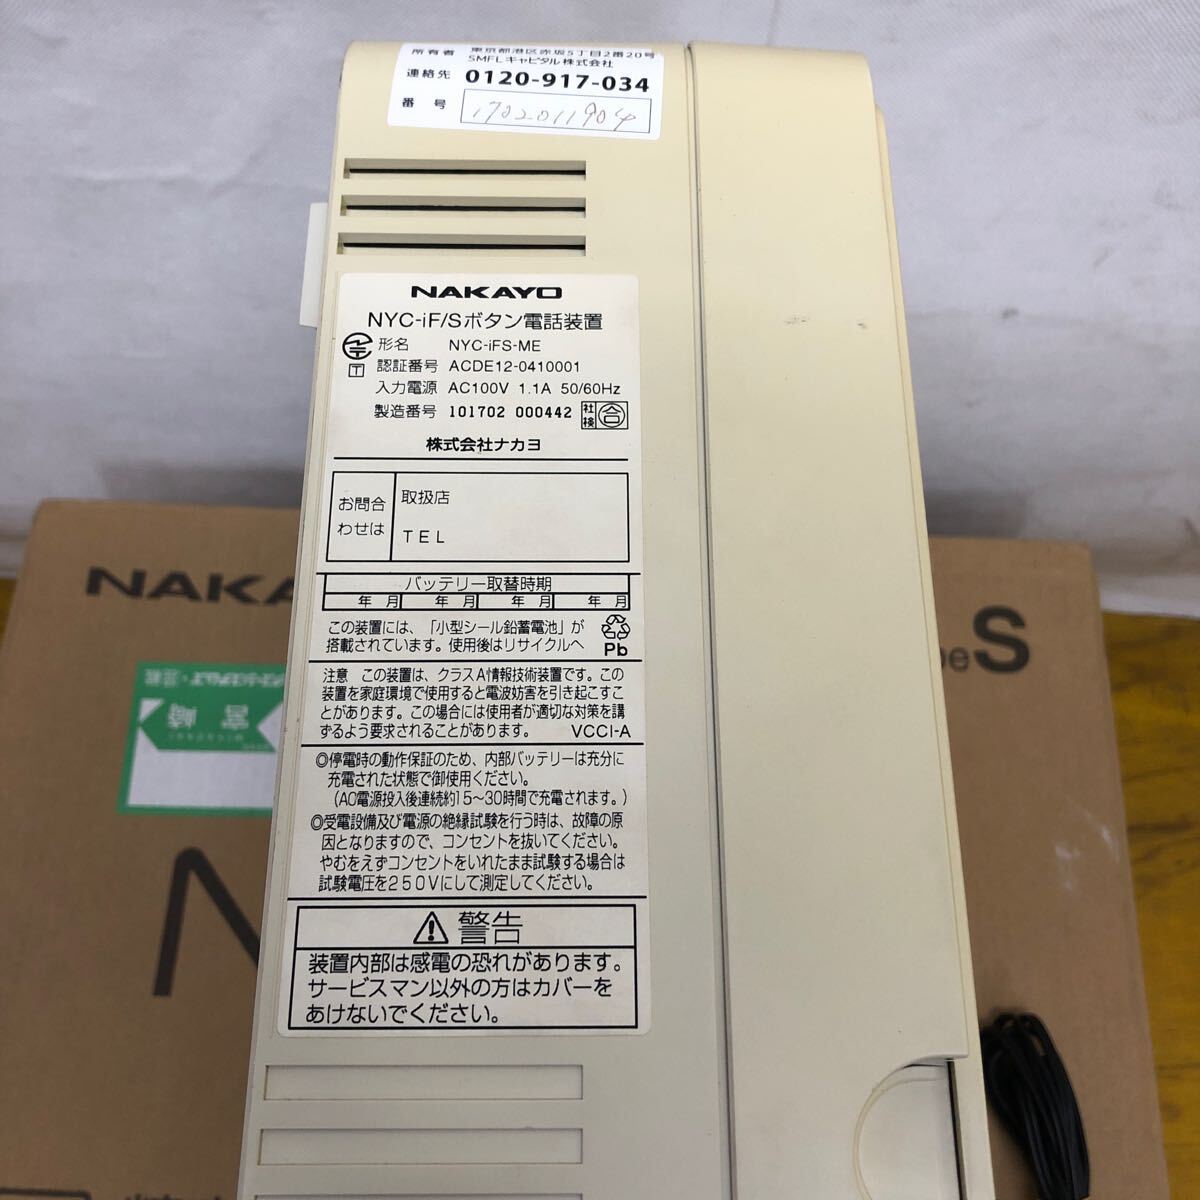 所有者 東京都港区赤坂5丁目2番20号
SMFLキャピタル株式会社
連絡先 0120-917-034
番号 1702011904
NAKAYO
NYC-iF/Sボタン電話装置
形名 NYC-iFS-ME
T 認証番号 ACDE12-0410001
入力電源 AC100V 1.1A 50/60Hz
製造番号 101702 000442 社検 合
株式会社ナカヨ
お問合わせは 取扱店
TEL
バッテリー取替時期
年 月 年 月 年 月 年 月
この装置には、「小型シール鉛蓄電池」が
搭載されています。使用後はリサイクルへ Pb
注意 この装置は、クラスA情報技術装置です。この
装置を家庭環境で使用すると電波妨害を引き起こすこ
とがあります。この場合には使用者が適切な対策を講
ずるよう要求されることがあります。 VCCI-A
◎停電時の動作保証のため、内部バッテリーは充分に
充電された状態で御使用ください。
(AC電源投入後連続約15~30時間で充電されます。)
◎受電設備及び電源の絶縁試験を行う時は、故障の原
因となりますので、コンセントを抜いてください。
やむをえずコンセントをいれたまま試験する場合は
試験電圧を250Vにして測定してください。
警告
装置内部は感電の恐れがあります。
サービスマン以外の方はカバーを
あけないでください。
NAKA
S
宮崎
N